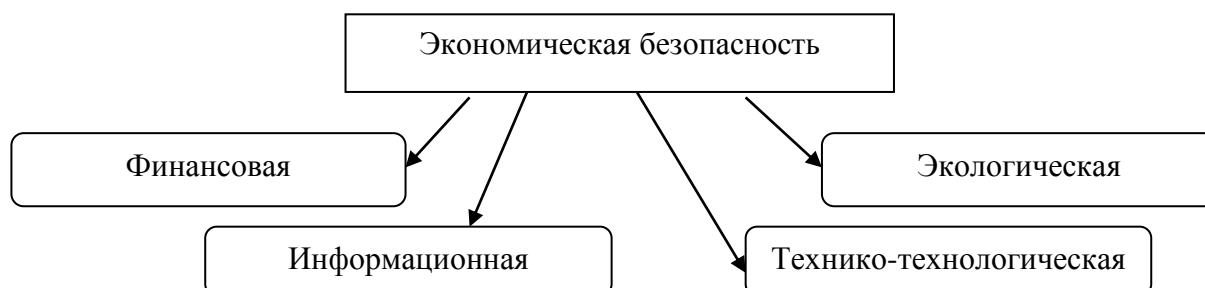 Экономическая безопасность
Финансовая
Экологическая
Информационная
Технико-технологическая